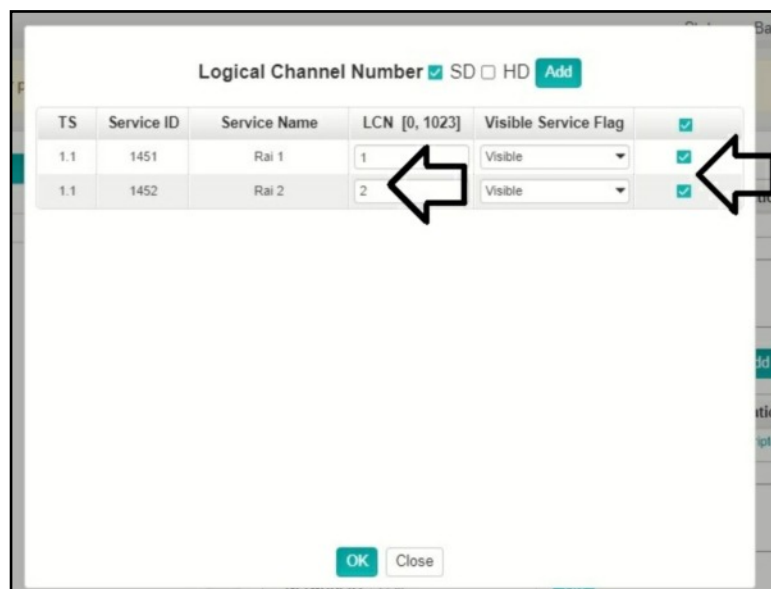 Logical Channel Number SD HD Add
TS Service ID Service Name LCN [0, 1023] Visible Service Flag
1.1 1451 Rai 1 1 Visible
1.1 1452 Rai 2 2 Visible
OK Close